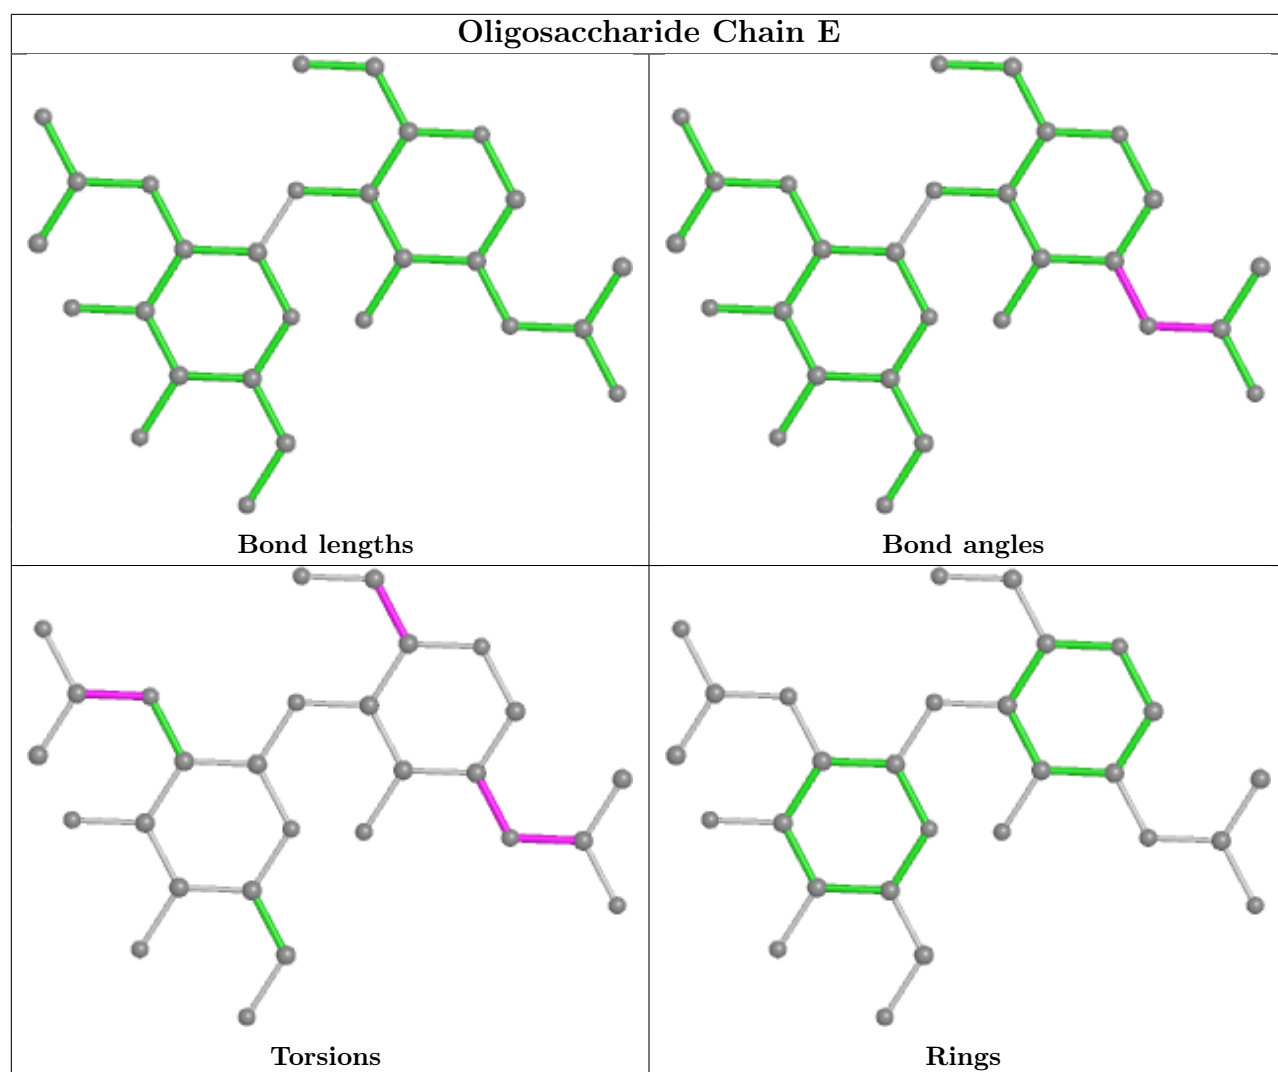 Oligosaccharide Chain E
Bond lengths
Bond angles
Torsions
Rings